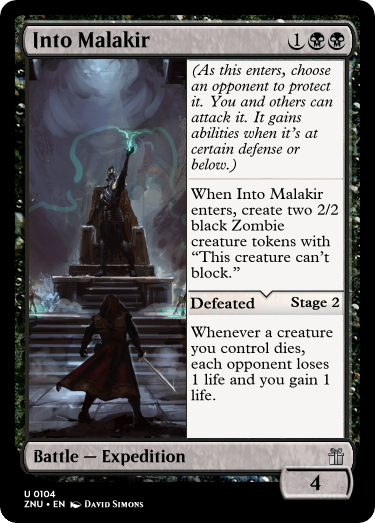 Into Malakir 1
(As this enters, choose
an opponent to protect
it. You and others can
attack it. It gains
abilities when it's at
certain defense or
below.)
When Into Malakir
enters, create two 2/2
black Zombie
creature tokens with
“This creature can't
block.”
Defeated Stage 2
Whenever a creature
you control dies,
each opponent loses
1 life and you gain 1
life.
Battle — Expedition
4
U 0104
ZNU • EN David Simons